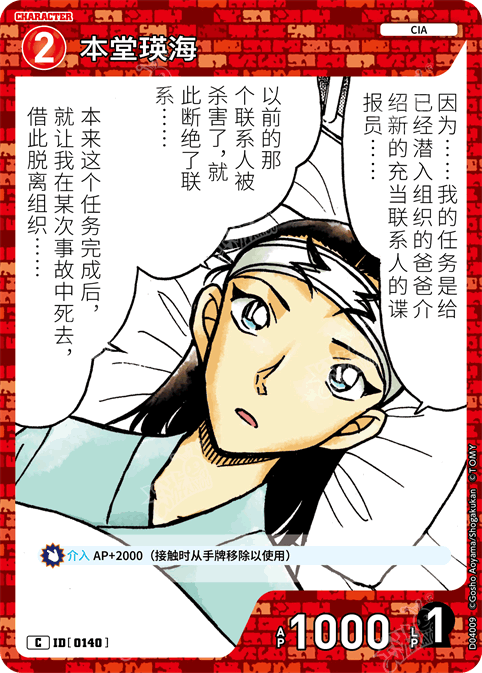 CHARACTER
2
本堂瑛海
CIA
因为……我的任务是给
已经潜入组织的爸爸介
绍新的充当联系人的谍
报员……
以前的那
个联系人被
杀害了，就
此断绝了联
系……
本来这个任务完成后，
就让我在某次事故中死去，
借此脱离组织……
介入 AP+2000（接触时从手牌移除以使用）
C ID[0140]
AP 1000 LP 1
D04009 ©Gosho Aoyama/Shogakukan ©TOMY